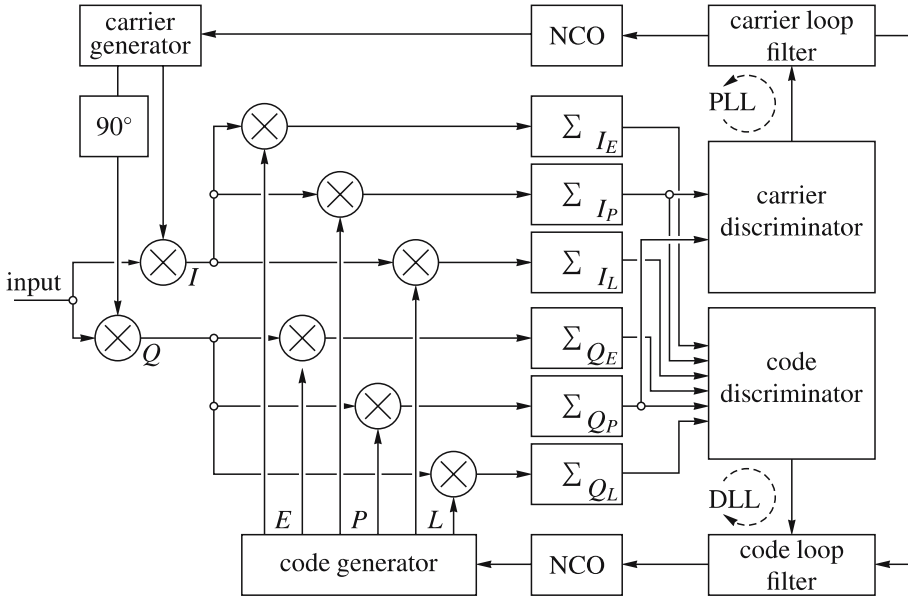 carrier
generator
NCO
carrier loop
filter
90°
PLL
Σ I_E
Σ I_P
carrier
discriminator
input
I
Σ I_L
Q
Σ Q_E
code
discriminator
Σ Q_P
Σ Q_L
DLL
E
P
L
code generator
NCO
code loop
filter